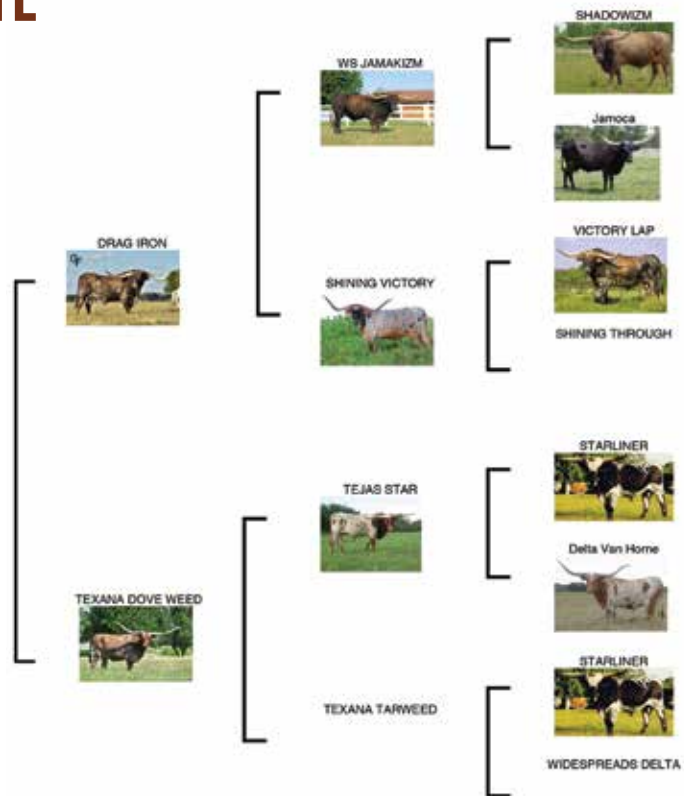 WS JAMAKIZM
SHADOWIZM
Jamoca
DRAG IRON
SHINING VICTORY
VICTORY LAP
SHINING THROUGH
TEXANA DOVE WEED
TEJAS STAR
STARLINER
Delta Van Horne
TEXANA TARWEED
STARLINER
WIDESPREADS DELTA